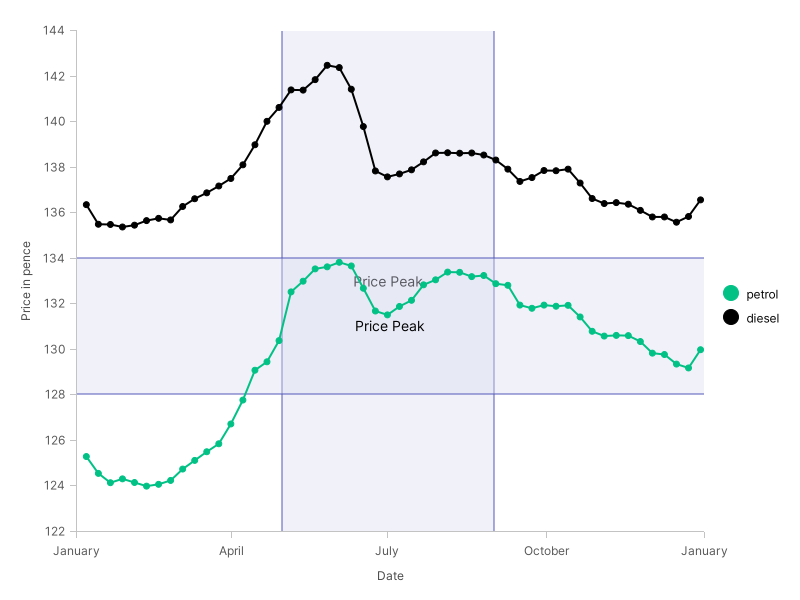 144
142
140
138
136
134
132
130
128
126
124
122
Price in pence
Price Peak
Price Peak
petrol
diesel
January April July October January
Date